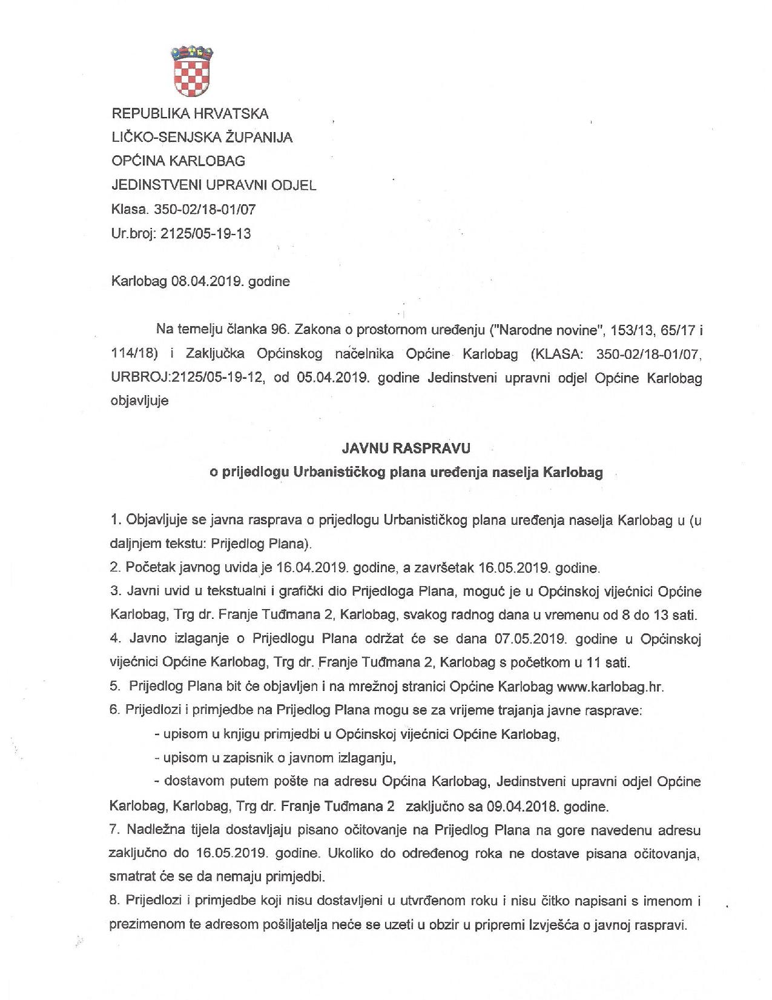 REPUBLIKA HRVATSKA
LIČKO-SENJSKA ŽUPANIJA
OPĆINA KARLOBAG
JEDINSTVENI UPRAVNI ODJEL
Klasa. 350-02/18-01/07
Ur.broj: 2125/05-19-13
Karlobag 08.04.2019. godine
Na temelju članka 96. Zakona o prostornom uređenju ("Narodne novine", 153/13, 65/17 i
114/18) i Zaključka Općinskog načelnika Općine Karlobag (KLASA: 350-02/18-01/07,
URBROJ:2125/05-19-12, od 05.04.2019. godine Jedinstveni upravni odjel Općine Karlobag
objavljuje
JAVNU RASPRAVU
o prijedlogu Urbanističkog plana uređenja naselja Karlobag
1. Objavljuje se javna rasprava o prijedlogu Urbanističkog plana uređenja naselja Karlobag u (u
daljnjem tekstu: Prijedlog Plana).
2. Početak javnog uvida je 16.04.2019. godine, a završetak 16.05.2019. godine.
3. Javni uvid u tekstualni i grafički dio Prijedloga Plana, moguć je u Općinskoj vijećnici Općine
Karlobag, Trg dr. Franje Tuđmana 2, Karlobag, svakog radnog dana u vremenu od 8 do 13 sati.
4. Javno izlaganje o Prijedlogu Plana održat će se dana 07.05.2019. godine u Općinskoj
vijećnici Općine Karlobag, Trg dr. Franje Tuđmana 2, Karlobag s početkom u 11 sati.
5. Prijedlog Plana bit će objavljen i na mrežnoj stranici Općine Karlobag www.karlobag.hr.
6. Prijedlozi i primjedbe na Prijedlog Plana mogu se za vrijeme trajanja javne rasprave:
- upisom u knjigu primjedbi u Općinskoj vijećnici Općine Karlobag,
- upisom u zapisnik o javnom izlaganju,
- dostavom putem pošte na adresu Općina Karlobag, Jedinstveni upravni odjel Općine
Karlobag, Karlobag, Trg dr. Franje Tuđmana 2 zaključno sa 09.04.2018. godine.
7. Nadležna tijela dostavljaju pisano očitovanje na Prijedlog Plana na gore navedenu adresu
zaključno do 16.05.2019. godine. Ukoliko do određenog roka ne dostave pisana očitovanja,
smatrat će se da nemaju primjedbi.
8. Prijedlozi i primjedbe koji nisu dostavljeni u utvrđenom roku i nisu čitko napisani s imenom i
prezimenom te adresom pošiljatelja neće se uzeti u obzir u pripremi Izvješća o javnoj raspravi.